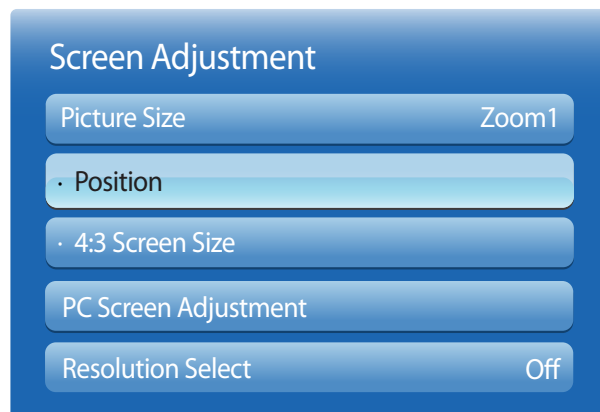 Screen Adjustment
Picture Size Zoom1
· Position
· 4:3 Screen Size
PC Screen Adjustment
Resolution Select Off